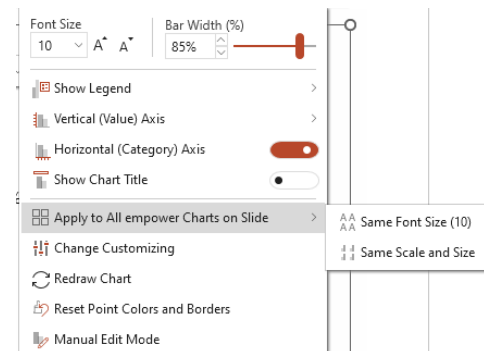 Font Size
Bar Width (%)
10
A
A
85%
Show Legend
Vertical (Value) Axis
Horizontal (Category) Axis
Show Chart Title
Apply to All empower Charts on Slide
AA
AA
Same Font Size (10)
Change Customizing
Same Scale and Size
Redraw Chart
Reset Point Colors and Borders
Manual Edit Mode